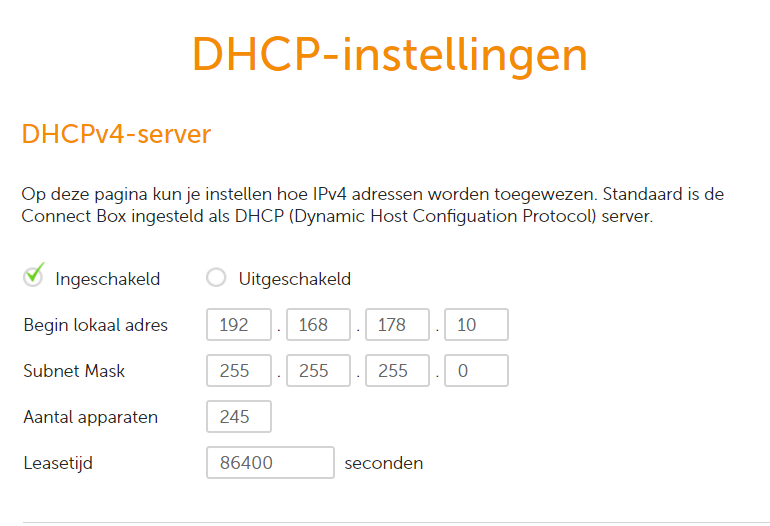 DHCP-instellingen
DHCPv4-server
Op deze pagina kun je instellen hoe IPv4 adressen worden toegewezen. Standaard is de
Connect Box ingesteld als DHCP (Dynamic Host Configuation Protocol) server.
Ingeschakeld Uitgeschakeld
Begin lokaal adres 192 . 168 . 178 . 10
Subnet Mask 255 . 255 . 255 . 0
Aantal apparaten 245
Leasetijd 86400 seconden